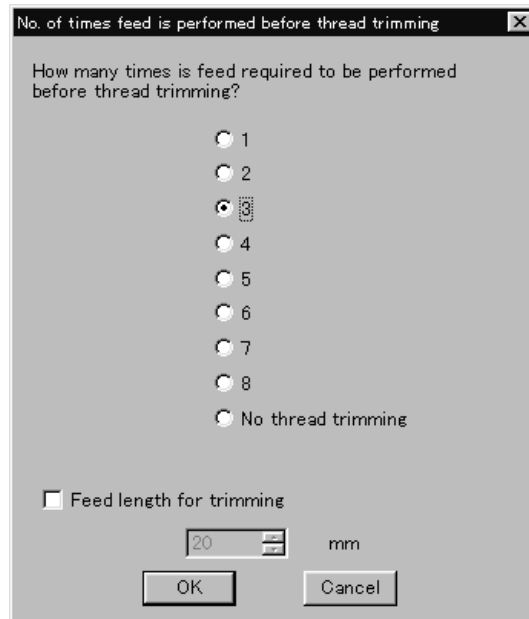 No. of times feed is performed before thread trimming
How many times is feed required to be performed
before thread trimming?
1
2
3
4
5
6
7
8
No thread trimming
Feed length for trimming
20 mm
OK Cancel